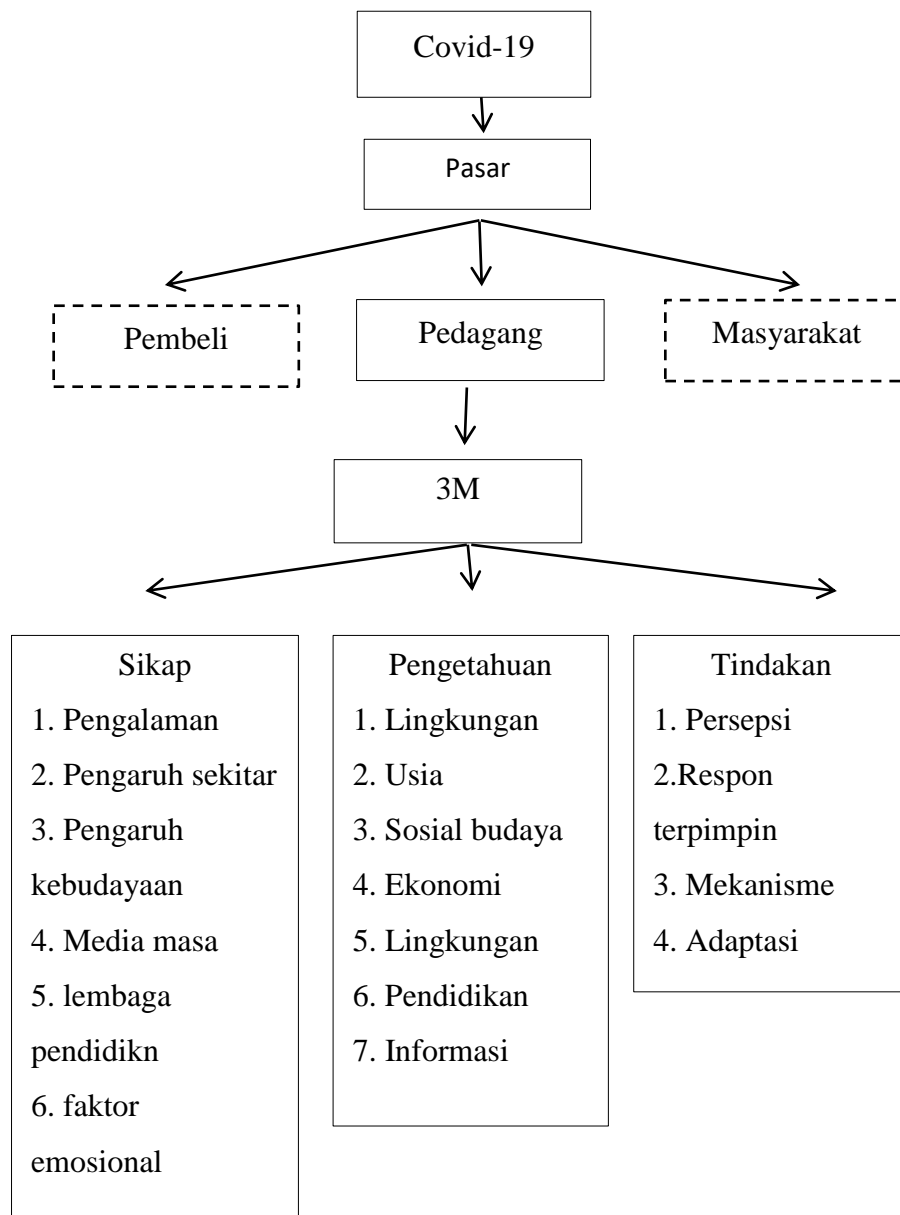 Covid-19
Pasar
Pembeli
Pedagang
Masyarakat
3M
Sikap
1. Pengalaman
2. Pengaruh sekitar
3. Pengaruh
kebudayaan
4. Media masa
5. lembaga
pendidikn
6. faktor
emosional
Pengetahuan
1. Lingkungan
2. Usia
3. Sosial budaya
4. Ekonomi
5. Lingkungan
6. Pendidikan
7. Informasi
Tindakan
1. Persepsi
2.Respon
terpimpin
3. Mekanisme
4. Adaptasi